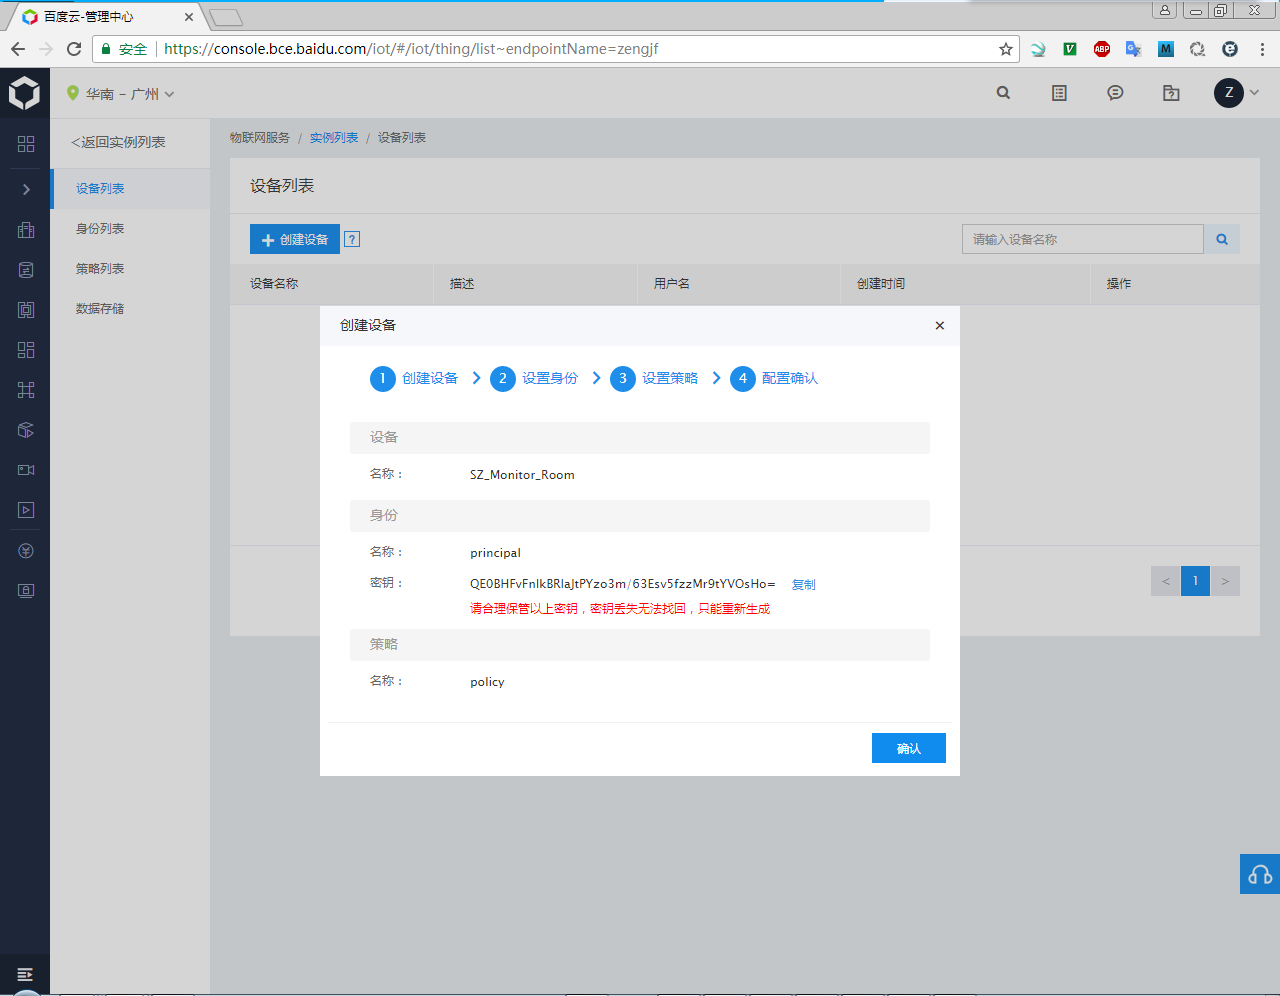 百度云-管理中心
安全
https://console.bce.baidu.com/iot/#/iot/thing/list~endpointName=zengjf
华南 - 广州
Z
<返回实例列表
物联网服务 / 实例列表 / 设备列表
设备列表
身份列表
策略列表
数据存储
设备列表
+ 创建设备 ?
请输入设备名称
设备名称 描述 用户名 创建时间 操作
创建设备 ×
1 创建设备 > 2 设置身份 > 3 设置策略 > 4 配置确认
设备
名称： SZ_Monitor_Room
身份
名称： principal
密钥： QE0BHFvFnlkBRlaJtPYzo3m/63Esv5fzzMr9tYVOsHo= 复制
请合理保管以上密钥，密钥丢失无法找回，只能重新生成
策略
名称： policy
确认
< 1 >